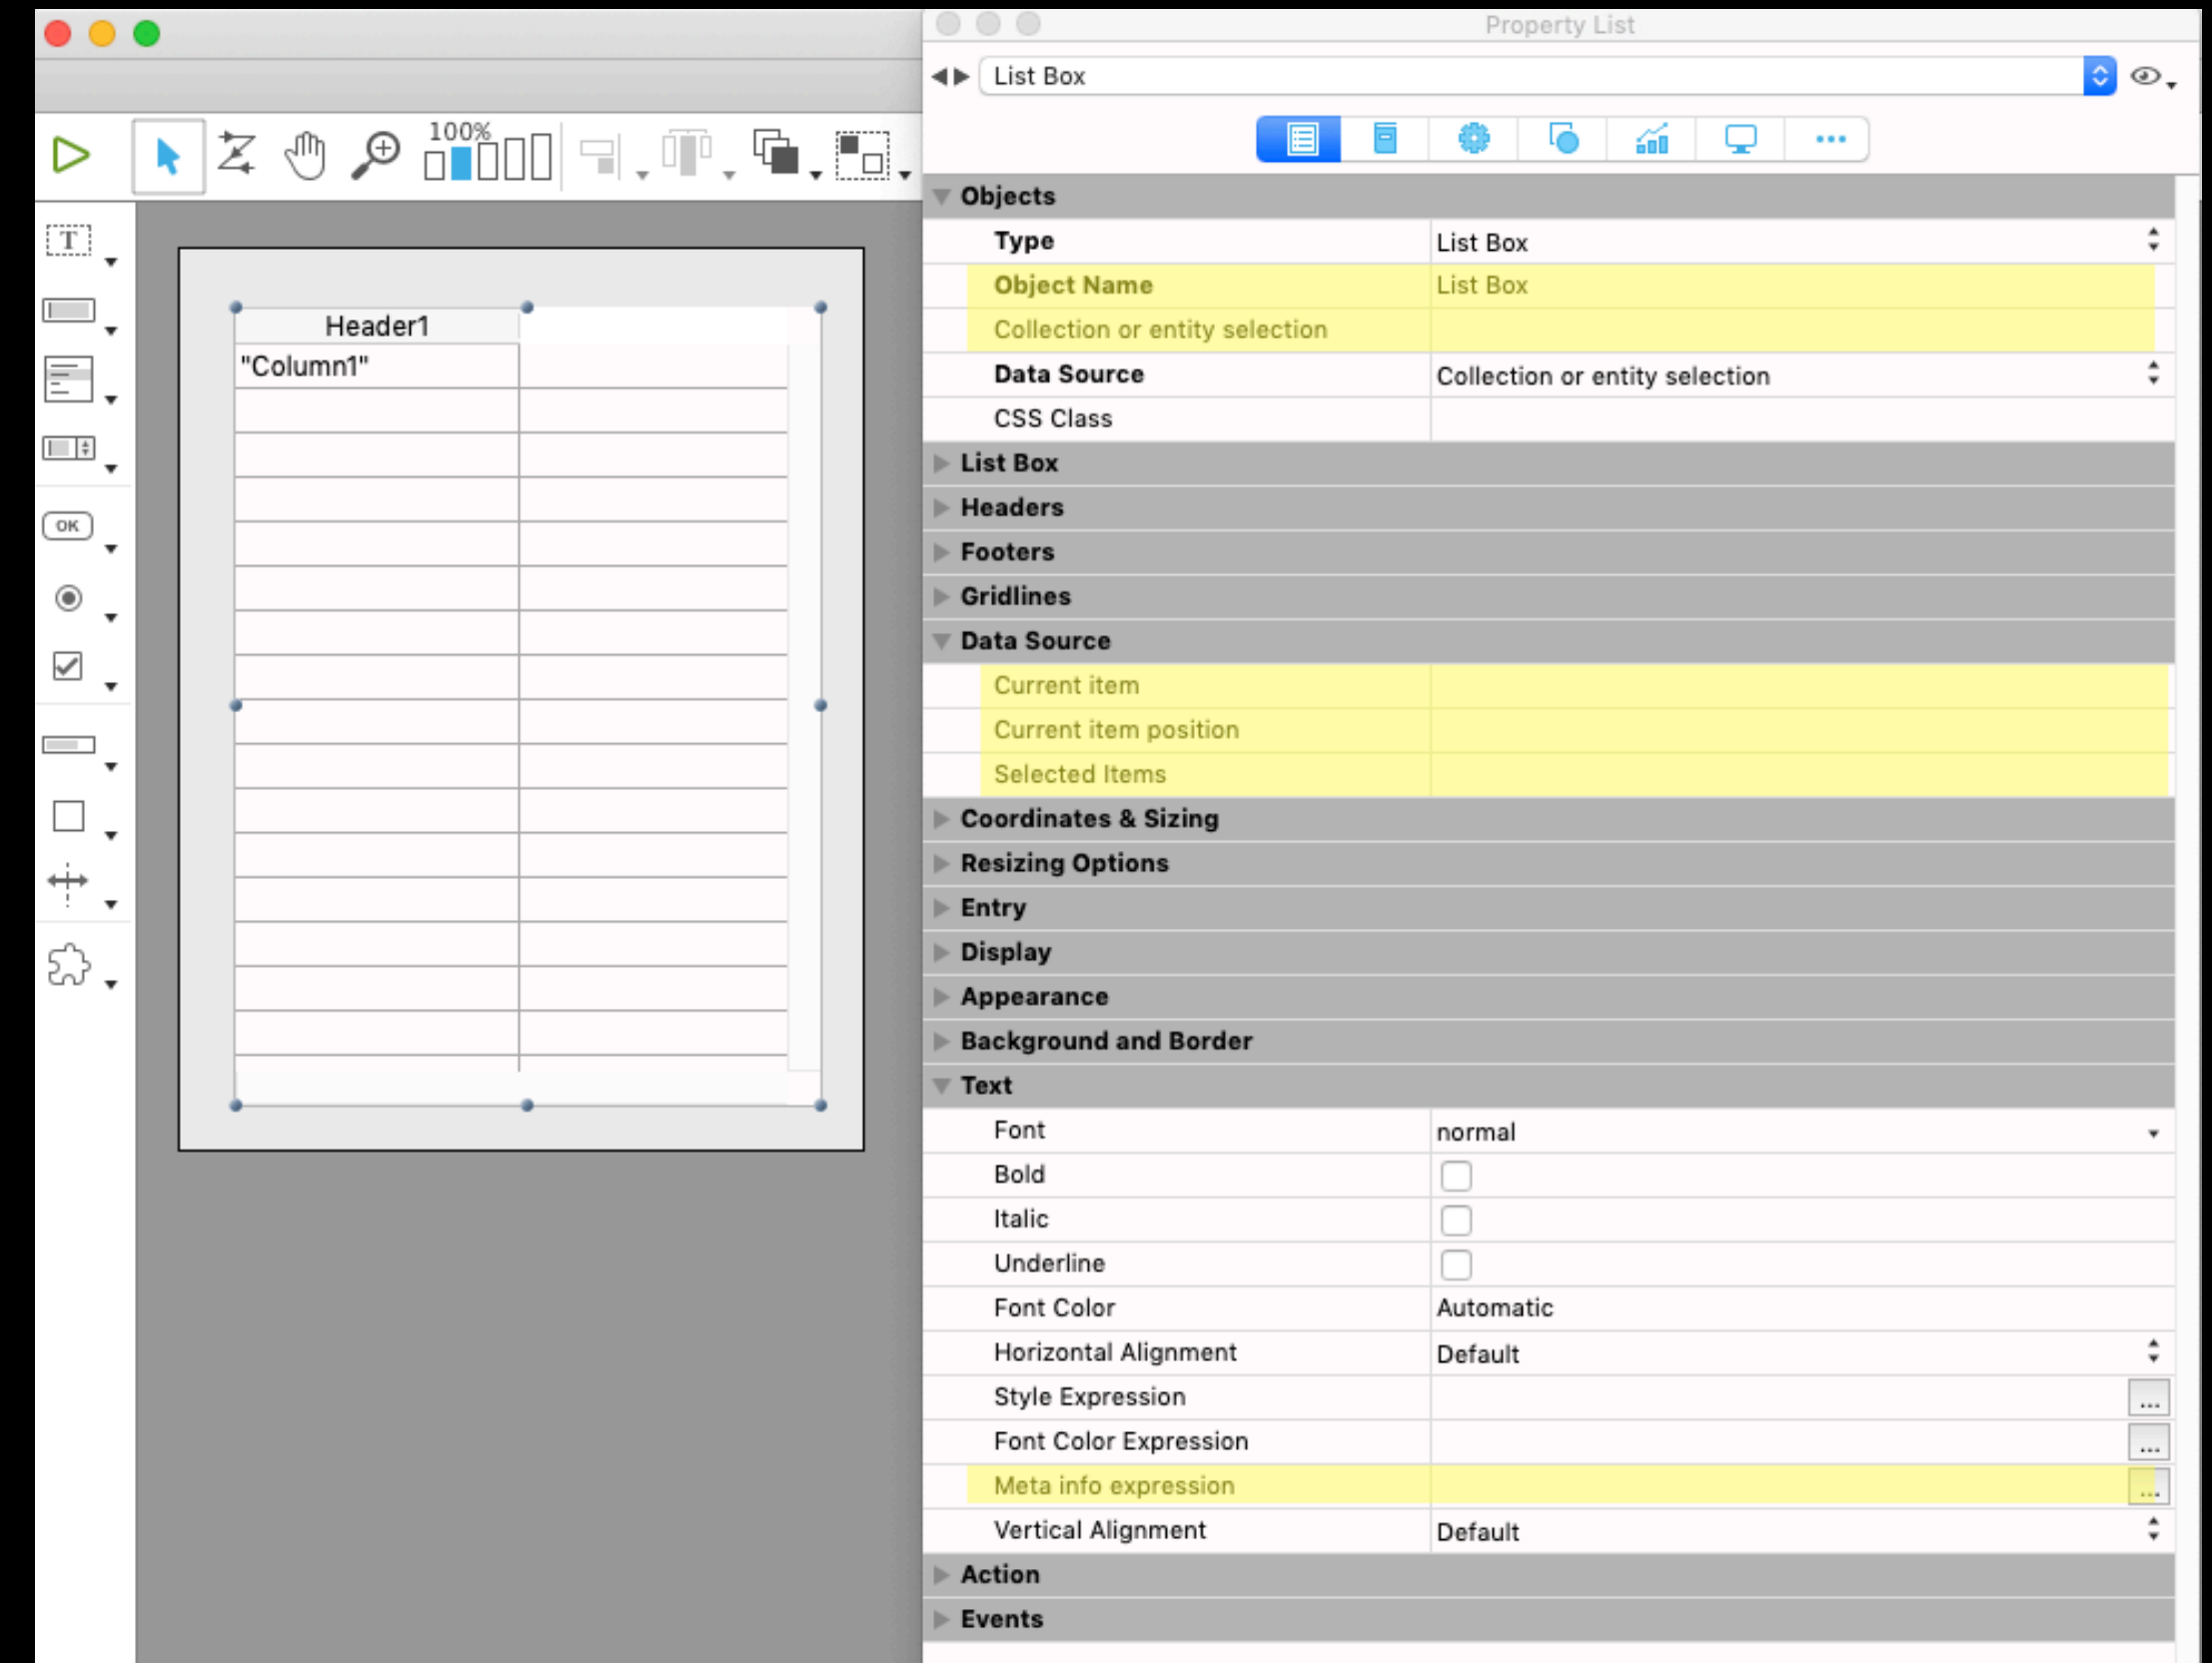 Property List
List Box
100%
T
OK
Header1
"Column1"
Objects
Type List Box
Object Name List Box
Collection or entity selection
Data Source Collection or entity selection
CSS Class
List Box
Headers
Footers
Gridlines
Data Source
Current item
Current item position
Selected Items
Coordinates & Sizing
Resizing Options
Entry
Display
Appearance
Background and Border
Text
Font normal
Bold
Italic
Underline
Font Color Automatic
Horizontal Alignment Default
Style Expression ...
Font Color Expression ...
Meta info expression ...
Vertical Alignment Default
Action
Events